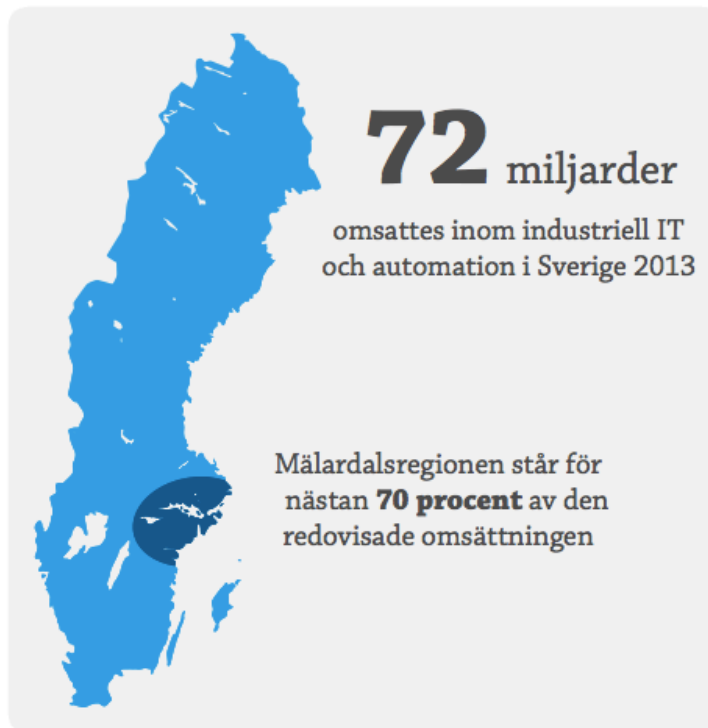 72 miljarder
omsattes inom industriell IT
och automation i Sverige 2013
Mälardalsregionen står för
nästan 70 procent av den
redovisade omsättningen